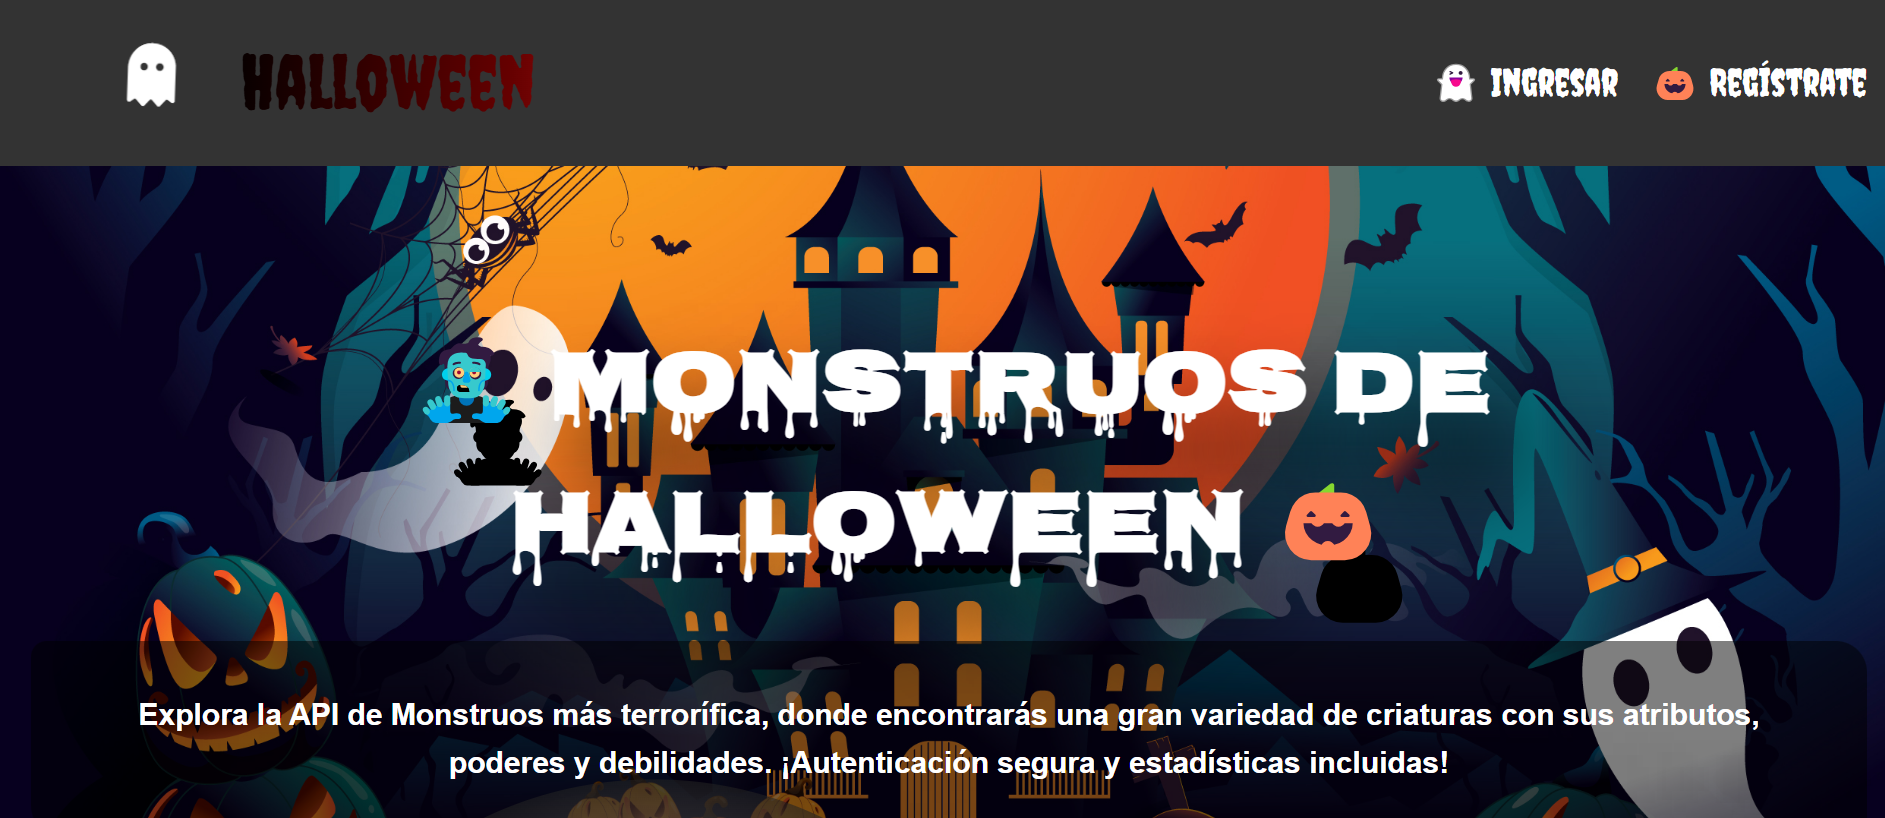 HALLOWEEN
INGRESAR
REGÍSTRATE
MONSTRUOS DE
HALLOWEEN
Explora la API de Monstruos más terrorífica, donde encontrarás una gran variedad de criaturas con sus atributos,
poderes y debilidades. ¡Autenticación segura y estadísticas incluidas!